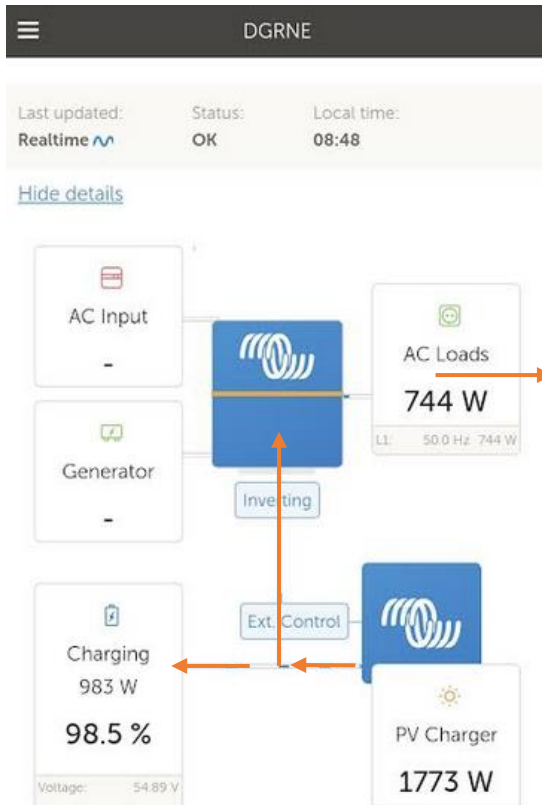 DGRNE
Last updated: Status: Local time:
Realtime OK 08:48
Hide details
AC Input
-
AC Loads
744 W
L1: 50.0 Hz 744 W
Generator
-
Inverting
Ext. Control
Charging
983 W
98.5 %
Voltage: 54.89 V
PV Charger
1773 W